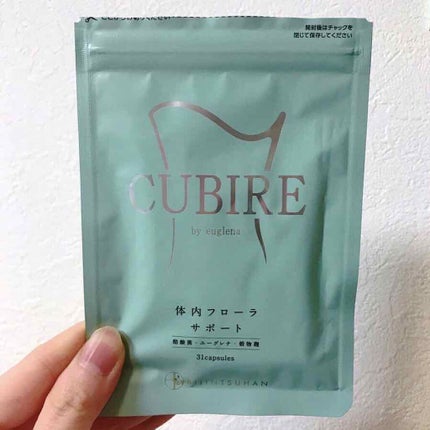 開封後はチャックを
閉じて保存してください
CUBIRE
by euglena
体内フローラ
サポート
酪酸菌・ユーグレナ・植物麹
31capsules